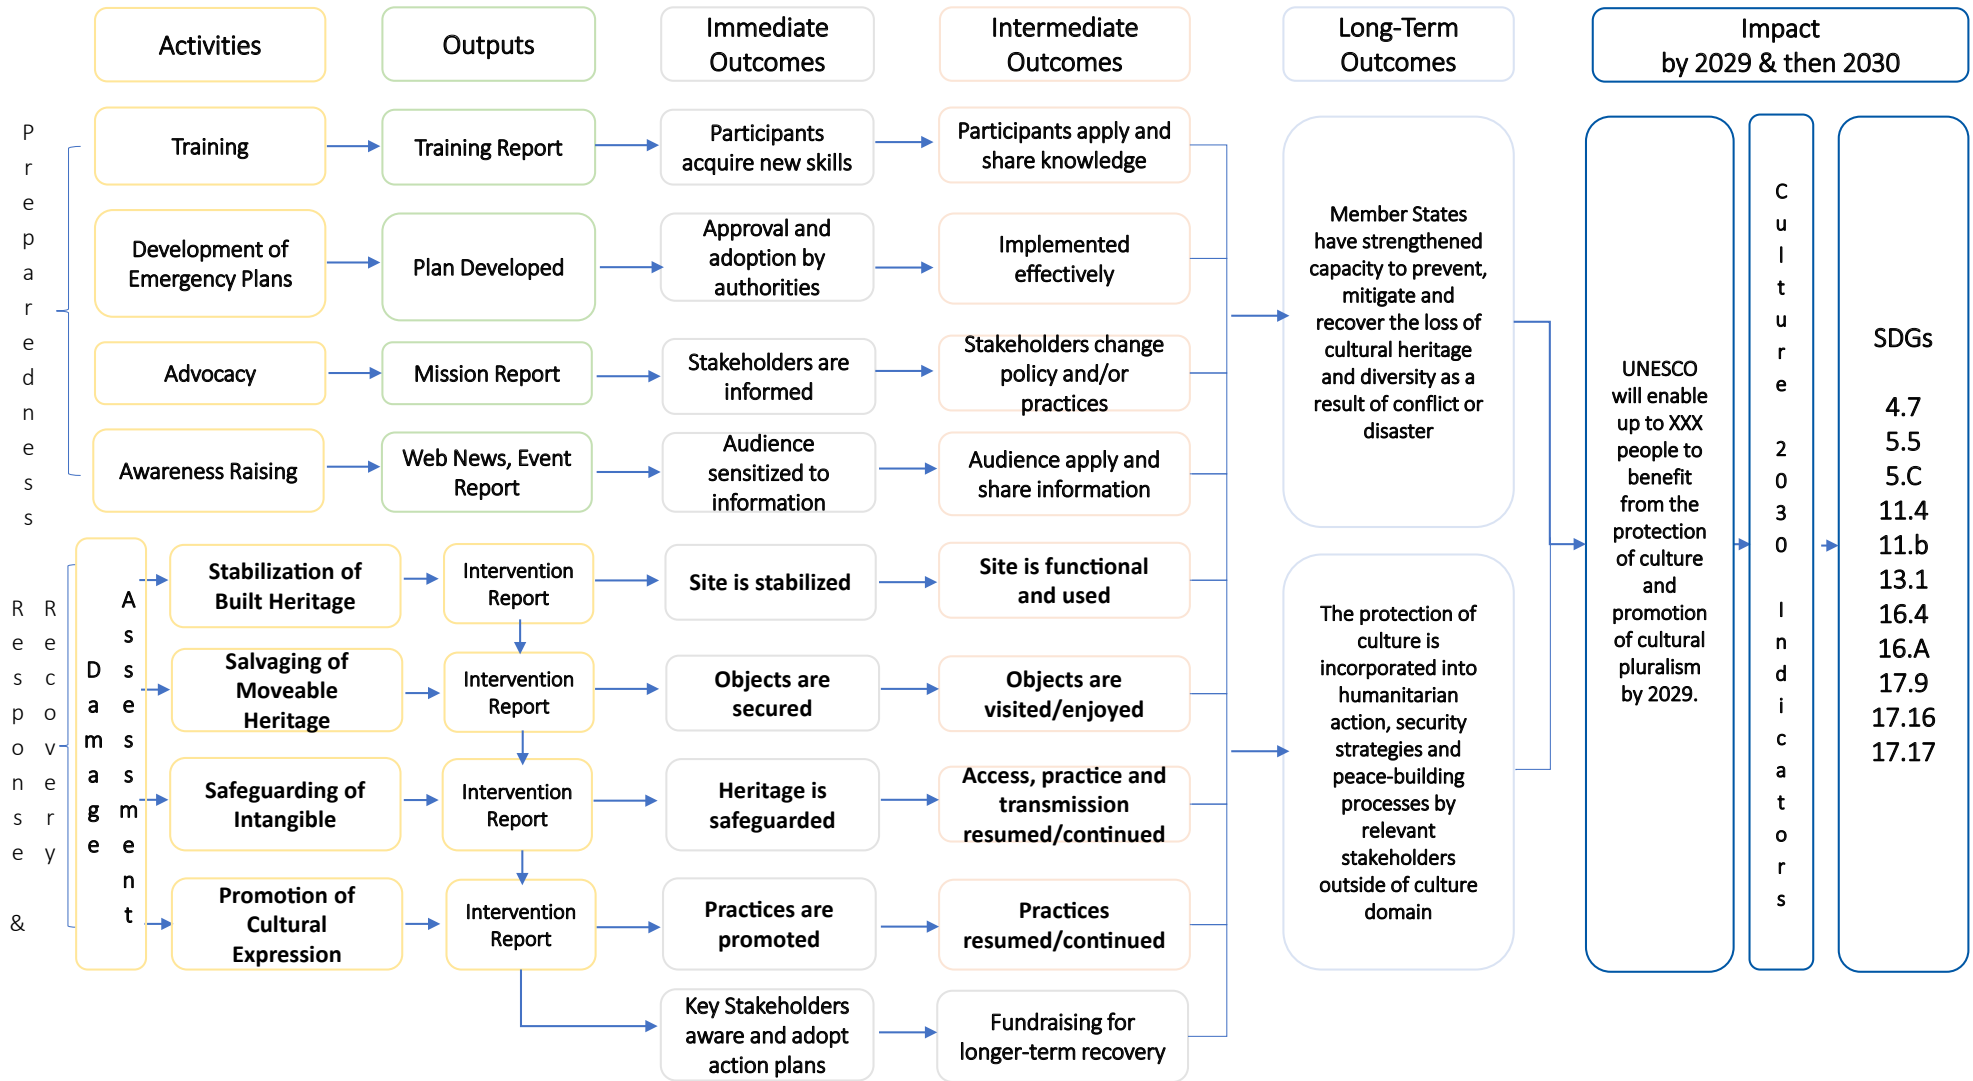 Activities
Outputs
Immediate
Outcomes
Intermediate
Outcomes
Long-Term
Outcomes
Impact
by 2029 & then 2030
Preparedness
Training
Training Report
Participants
acquire new skills
Participants apply and
share knowledge
Development of
Emergency Plans
Plan Developed
Approval and
adoption by
authorities
Implemented
effectively
Advocacy
Mission Report
Stakeholders are
informed
Stakeholders change
policy and/or
practices
Awareness Raising
Web News, Event
Report
Audience
sensitized to
information
Audience apply and
share information
Response &
Recovery
Damage
Assessment
Stabilization of
Built Heritage
Intervention
Report
Site is stabilized
Site is functional
and used
Salvaging of
Moveable
Heritage
Intervention
Report
Objects are
secured
Objects are
visited/enjoyed
Safeguarding of
Intangible
Intervention
Report
Heritage is
safeguarded
Access, practice and
transmission
resumed/continued
Promotion of
Cultural
Expression
Intervention
Report
Practices are
promoted
Practices
resumed/continued
Key Stakeholders
aware and adopt
action plans
Fundraising for
longer-term recovery
Member States
have strengthened
capacity to prevent,
mitigate and
recover the loss of
cultural heritage
and diversity as a
result of conflict or
disaster
The protection of
culture is
incorporated into
humanitarian
action, security
strategies and
peace-building
processes by
relevant
stakeholders
outside of culture
domain
UNESCO
will enable
up to XXX
people to
benefit
from the
protection
of culture
and
promotion
of cultural
pluralism
by 2029.
Culture 2030 Indicators
SDGs
4.7
5.5
5.C
11.4
11.b
13.1
16.4
16.A
17.9
17.16
17.17